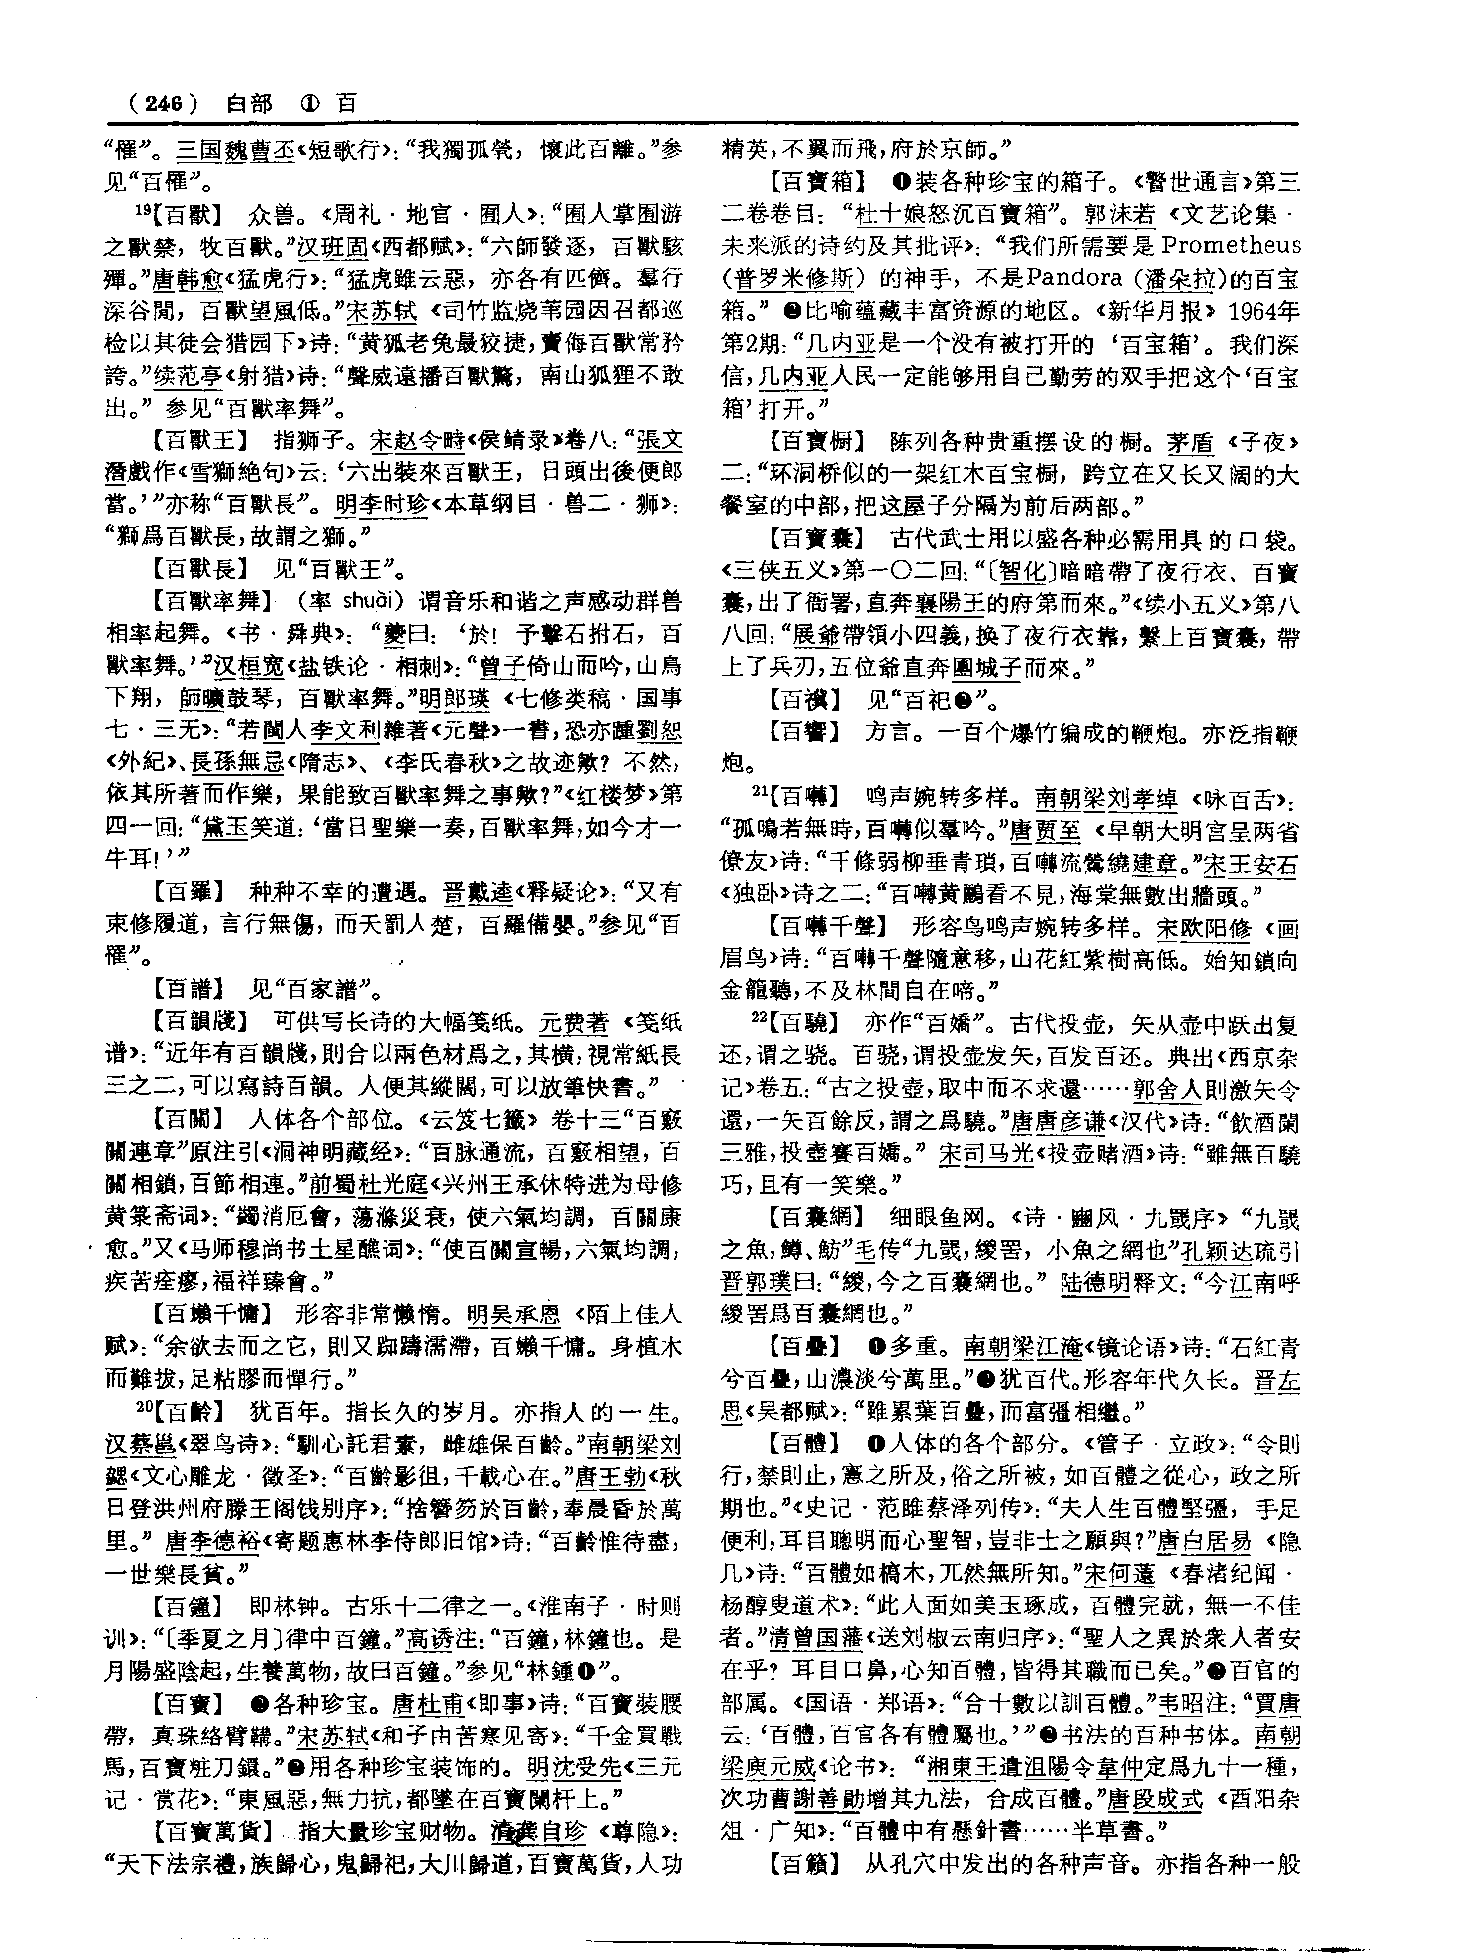 （246） 白部 ① 百
“罹”。三国魏曹丕《短歌行》：“我獨孤煢，懷此百離。”参
见“百罹”。
19【百獸】 众兽。《周礼·地官·囿人》：“囿人掌囿游
之獸禁，牧百獸。”汉班固《西都赋》：“六師發逐，百獸駭
殫。”唐韩愈《猛虎行》：“猛虎雖云惡，亦各有匹儕。羣行
深谷閒，百獸望風低。”宋苏轼《司竹监烧苇园因召都巡
检以其徒会猎园下》诗：“黄狐老兔最狡捷，賣侮百獸常矜
誇。”续范亭《射猎》诗：“聲威遠播百獸驚，南山狐狸不敢
出。”参见“百獸率舞”。
【百獸王】 指狮子。宋赵令畤《侯鲭录》卷八：“張文
潛戲作《雪獅絶句》云：‘六出裝來百獸王，日頭出後便郎
當。’”亦称“百獸長”。明李时珍《本草纲目·兽二·狮》：
“獅爲百獸長，故謂之獅。”
【百獸長】 见“百獸王”。
【百獸率舞】（率 shuài）谓音乐和谐之声感动群兽
相率起舞。《书·舜典》：“夔曰：‘於！予擊石拊石，百
獸率舞。’”汉桓宽《盐铁论·相刺》：“曾子倚山而吟，山鳥
下翔，師曠鼓琴，百獸率舞。”明郎瑛《七修类稿·国事
七·三无》：“若閩人李文利雜著《元聲》一書，恐亦踵劉恕
《外紀》、長孫無忌《隋志》、《李氏春秋》之故迹歟？不然，
依其所著而作樂，果能致百獸率舞之事歟？”《红楼梦》第
四一回：“黛玉笑道：‘當日聖樂一奏，百獸率舞，如今才一
牛耳！’”
【百羅】 种种不幸的遭遇。晋戴逵《释疑论》：“又有
束修履道，言行無傷，而天罰人楚，百羅備嬰。”参见“百
罹”。
【百譜】 见“百家譜”。
【百韻牋】 可供写长诗的大幅笺纸。元费著《笺纸
谱》：“近年有百韻牋，則合以兩色材爲之，其横，視常紙長
三之二，可以寫詩百韻。人便其縱闊，可以放筆快書。”
【百關】 人体各个部位。《云笈七籤》卷十三“百竅
關連章”原注引《洞神明藏经》：“百脉通流，百竅相望，百
關相鎖，百節相連。”前蜀杜光庭《兴州王承休特进为母修
黄箓斋词》：“蠲消厄會，蕩滌災衰，使六氣均調，百關康
愈。”又《马师穆尚书土星醮词》：“使百關宣暢，六氣均調，
疾苦痊瘳，福祥臻會。”
【百嬾千慵】 形容非常懒惰。明吴承恩《陌上佳人
赋》：“余欲去而之它，則又踟躊濡滯，百嬾千慵。身植木
而難拔，足粘膠而憚行。”
20【百齡】 犹百年。指长久的岁月。亦指人的一生。
汉蔡邕《翠鸟诗》：“馴心託君素，雌雄保百齡。”南朝梁刘
勰《文心雕龙·徵圣》：“百齡影徂，千載心在。”唐王勃《秋
日登洪州府滕王阁饯别序》：“捨簪笏於百齡，奉晨昏於萬
里。”唐李德裕《寄题惠林李侍郎旧馆》诗：“百齡惟待盡，
一世樂長貧。”
【百鐘】 即林钟。古乐十二律之一。《淮南子·时则
训》：“〔季夏之月〕律中百鐘。”高诱注：“百鐘，林鐘也。是
月陽盛陰起，生養萬物，故曰百鐘。”参见“林鍾❶”。
【百寶】 ❶各种珍宝。唐杜甫《即事》诗：“百寶裝腰
帶，真珠絡臂鞲。”宋苏轼《和子由苦寒见寄》：“千金買戰
馬，百寶粧刀鐶。”❷用各种珍宝装饰的。明沈受先《三元
记·赏花》：“東風惡，無力抗，都墜在百寶闌杆上。”
【百寶萬貨】 指大量珍宝财物。清龚自珍《尊隐》：
“天下法宗禮，族歸心，鬼歸祀，大川歸道，百寶萬貨，人功
精英，不翼而飛，府於京師。”
【百寶箱】 ❶装各种珍宝的箱子。《警世通言》第三
二卷卷目：“杜十娘怒沉百寶箱”。郭沫若《文艺论集·
未来派的诗约及其批评》：“我们所需要是Prometheus
（普罗米修斯）的神手，不是Pandora（潘朵拉）的百宝
箱。”❷比喻蕴藏丰富资源的地区。《新华月报》1964年
第2期：“几内亚是一个没有被打开的‘百宝箱’。我们深
信，几内亚人民一定能够用自己勤劳的双手把这个‘百宝
箱’打开。”
【百寶橱】 陈列各种贵重摆设的橱。茅盾《子夜》
二：“环洞桥似的一架红木百宝橱，跨立在又长又阔的大
餐室的中部，把这屋子分隔为前后两部。”
【百寶囊】 古代武士用以盛各种必需用具的口袋。
《三侠五义》第一〇二回：“〔智化〕暗暗帶了夜行衣、百寶
囊，出了衙署，直奔襄陽王的府第而來。”《续小五义》第八
八回：“展爺帶領小四義，换了夜行衣靠，繫上百寶囊，帶
上了兵刃，五位爺直奔團城子而來。”
【百禩】 见“百祀❷”。
【百響】 方言。一百个爆竹编成的鞭炮。亦泛指鞭
炮。
21【百囀】 鸣声婉转多样。南朝梁刘孝绰《咏百舌》：
“孤鳴若無時，百囀似羣吟。”唐贾至《早朝大明宫呈两省
僚友》诗：“千條弱柳垂青瑣，百囀流鶯繞建章。”宋王安石
《独卧》诗之二：“百囀黄鸝看不見，海棠無數出牆頭。”
【百囀千聲】 形容鸟鸣声婉转多样。宋欧阳修《画
眉鸟》诗：“百囀千聲隨意移，山花紅紫樹高低。始知鎖向
金籠聽，不及林間自在啼。”
22【百驍】 亦作“百嬌”。古代投壶，矢从壶中跃出复
还，谓之骁。百骁，谓投壶发矢，百发百还。典出《西京杂
记》卷五：“古之投壺，取中而不求還……郭舍人則激矢令
還，一矢百餘反，謂之爲驍。”唐唐彦谦《汉代》诗：“飲酒闌
三雅，投壺賽百嬌。”宋司马光《投壶赌酒》诗：“雖無百驍
巧，且有一笑樂。”
【百囊網】 细眼鱼网。《诗·豳风·九罭序》“九罭
之魚，鱒、魴”毛传“九罭，緵罟，小魚之網也”孔颖达疏引
晋郭璞曰：“緵，今之百囊網也。”陆德明释文：“今江南呼
緵罟爲百囊網也。”
【百疊】 ❶多重。南朝梁江淹《镜论语》诗：“石紅青
兮百疊，山濃淡兮萬里。”❷犹百代。形容年代久长。晋左
思《吴都赋》：“雖累葉百疊，而富彊相繼。”
【百體】 ❶人体的各个部分。《管子·立政》：“令則
行，禁則止，憲之所及，俗之所被，如百體之從心，政之所
期也。”《史记·范雎蔡泽列传》：“夫人生百體堅彊，手足
便利，耳目聰明而心聖智，豈非士之願與？”唐白居易《隐
几》诗：“百體如槁木，兀然無所知。”宋何薳《春渚纪闻·
杨醇叟道术》：“此人面如美玉琢成，百體完就，無一不佳
者。”清曾国藩《送刘椒云南归序》：“聖人之異於衆人者安
在乎？耳目口鼻，心知百體，皆得其職而已矣。”❷百官的
部属。《国语·郑语》：“合十數以訓百體。”韦昭注：“賈唐
云：‘百體，百官各有體屬也。’”❸书法的百种书体。南朝
梁庾元威《论书》：“湘東王遣沮陽令韋仲定爲九十一種，
次功曹謝善勛增其九法，合成百體。”唐段成式《酉阳杂
俎·广知》：“百體中有懸針書……半草書。”
【百籟】 从孔穴中发出的各种声音。亦指各种一般